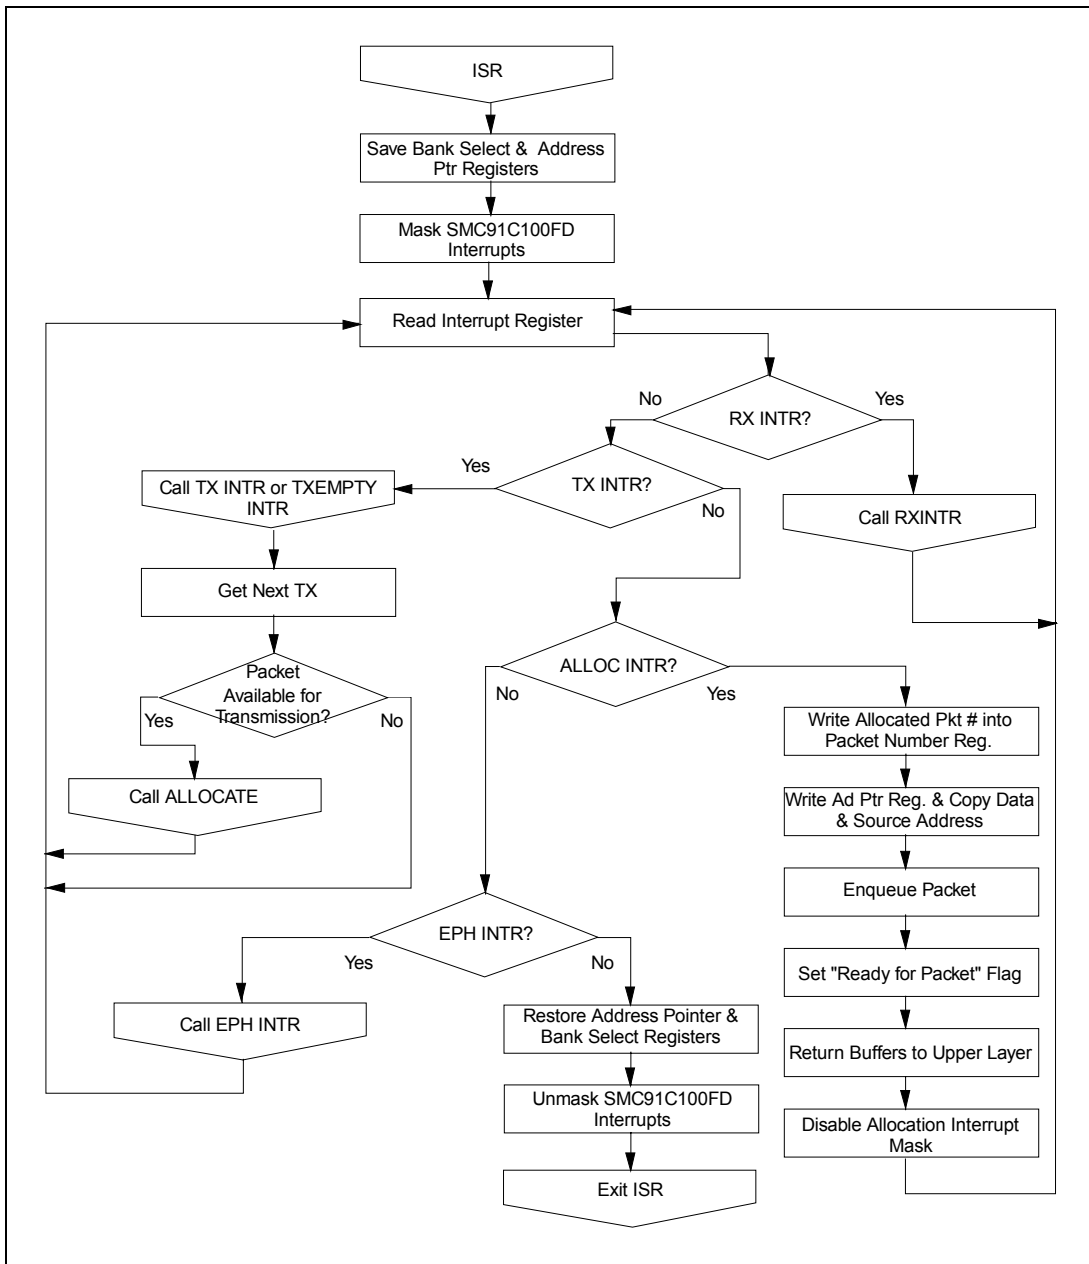 ISR
Save Bank Select & Address
Ptr Registers
Mask SMC91C100FD
Interrupts
Read Interrupt Register
No
Yes
RX INTR?
Yes
TX INTR?
No
Call TX INTR or TXEMPTY
INTR
Call RXINTR
Get Next TX
ALLOC INTR?
No
Yes
Packet
Available for
Transmission?
Yes
No
Write Allocated Pkt # into
Packet Number Reg.
Call ALLOCATE
Write Ad Ptr Reg. & Copy Data
& Source Address
Enqueue Packet
EPH INTR?
Yes
No
Set "Ready for Packet" Flag
Call EPH INTR
Restore Address Pointer &
Bank Select Registers
Return Buffers to Upper Layer
Unmask SMC91C100FD
Interrupts
Disable Allocation Interrupt
Mask
Exit ISR